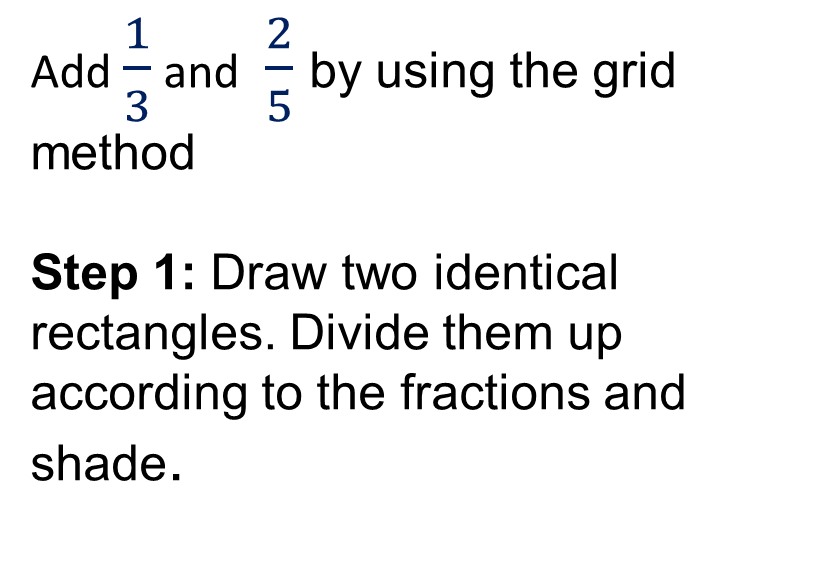 Add 1/3 and 2/5 by using the grid
method
Step 1: Draw two identical
rectangles. Divide them up
according to the fractions and
shade.